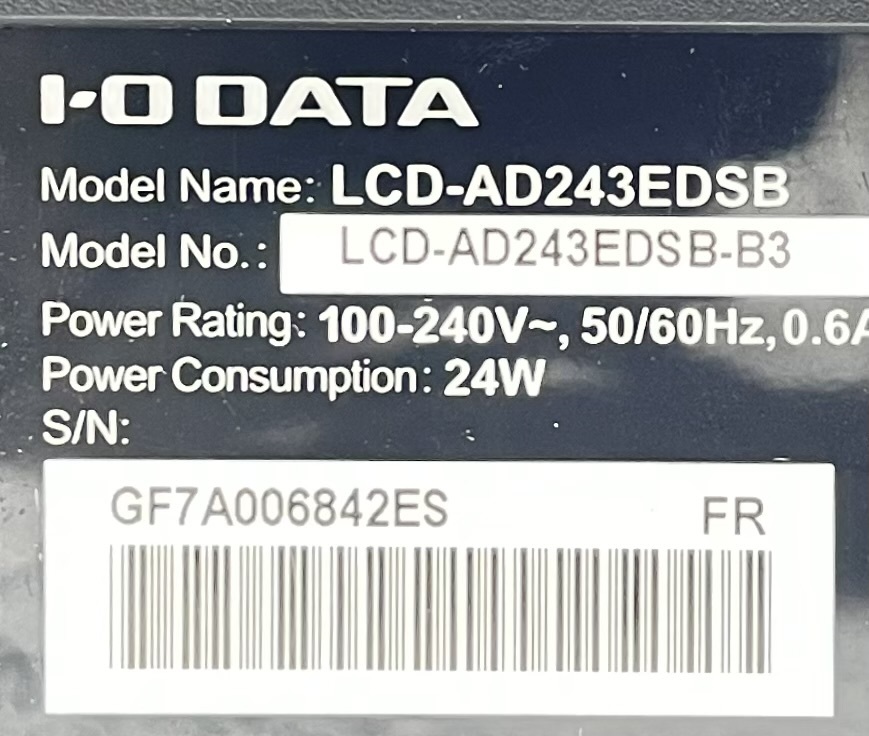 I-O DATA
Model Name: LCD-AD243EDSB
Model No.: LCD-AD243EDSB-B3
Power Rating: 100-240V~, 50/60Hz, 0.6A
Power Consumption: 24W
S/N:
GF7A006842ES FR